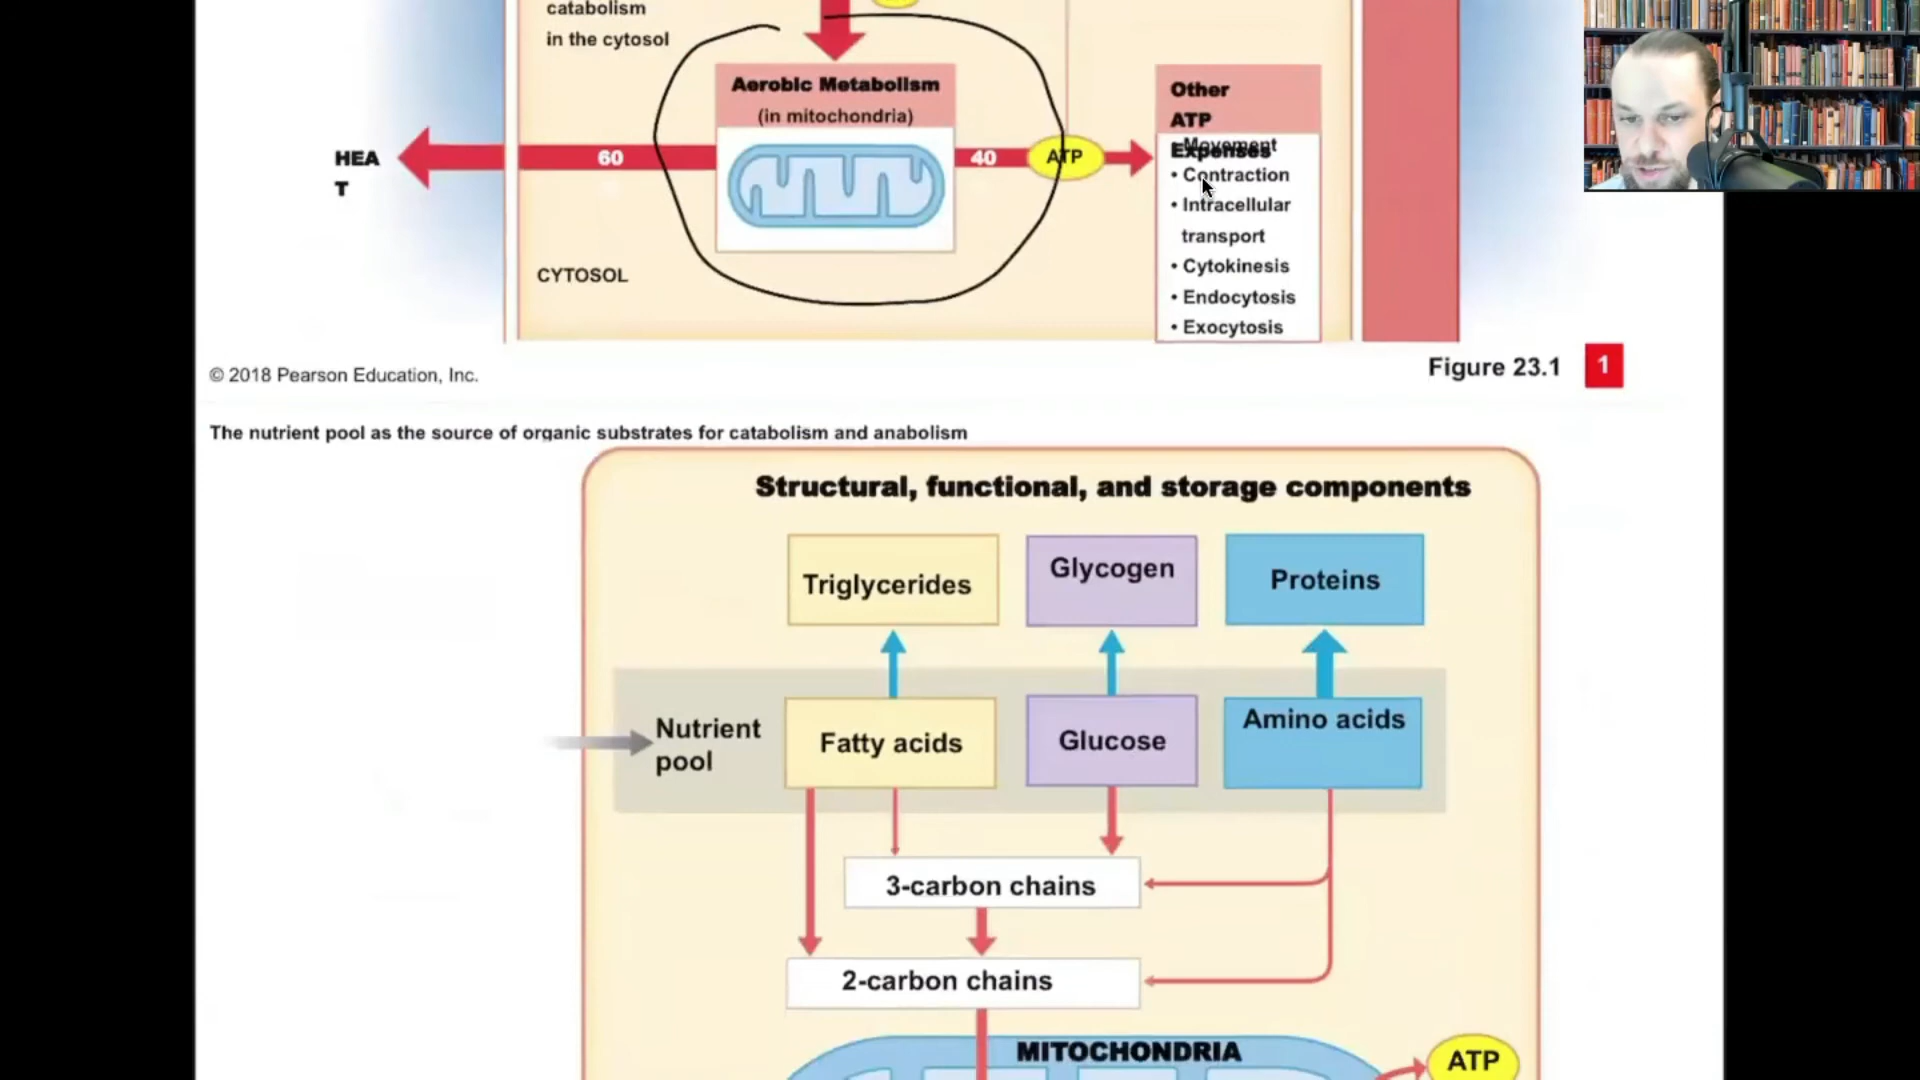 catabolism
in the cytosol
Aerobic Metabolism
(in mitochondria)
HEA
T
60
40
ATP
CYTOSOL
Other
ATP
Expenses
• Movement
• Contraction
• Intracellular
transport
• Cytokinesis
• Endocytosis
• Exocytosis
© 2018 Pearson Education, Inc.
Figure 23.1
1
The nutrient pool as the source of organic substrates for catabolism and anabolism
Structural, functional, and storage components
Triglycerides
Glycogen
Proteins
Nutrient
pool
Fatty acids
Glucose
Amino acids
3-carbon chains
2-carbon chains
MITOCHONDRIA
ATP